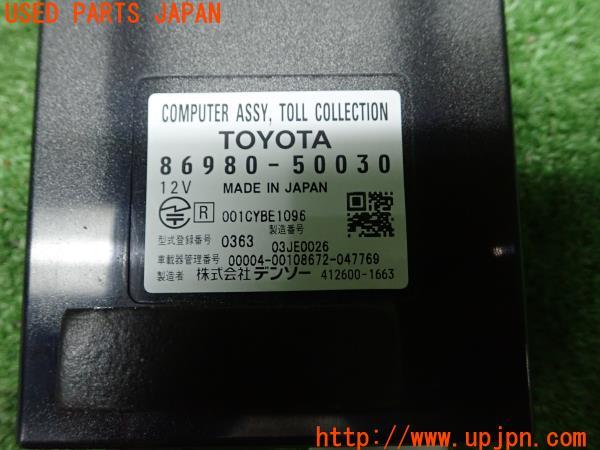 USED PARTS JAPAN
COMPUTER ASSY, TOLL COLLECTION
TOYOTA
86980-50030
12V MADE IN JAPAN
R 001CYBE1096
型式登録番号 0363 製造番号 03JE0026
車載器管理番号 00004-00108672-047769
製造者 株式会社デンソー 412600-1663
http://www.upjpn.com